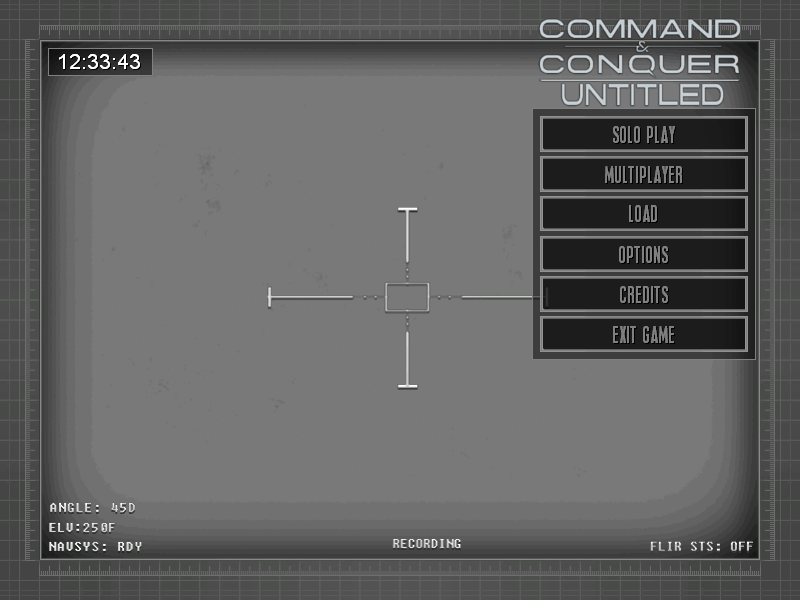 COMMAND
&
CONQUER
UNTITLED
12:33:43
SOLO PLAY
MULTIPLAYER
LOAD
OPTIONS
CREDITS
EXIT GAME
ANGLE: 45D
ELV:250F
NAVSYS: RDY
RECORDING
FLIR STS: OFF